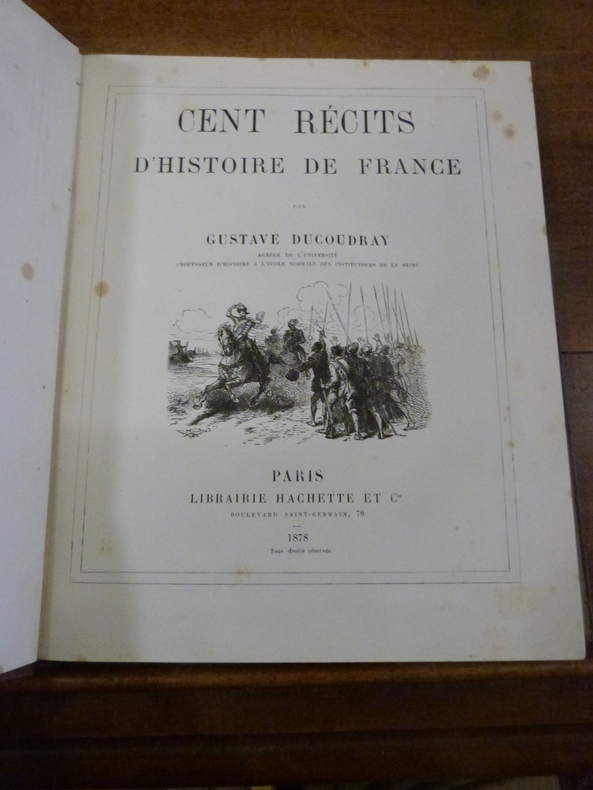 CENT RÉCITS
D'HISTOIRE DE FRANCE
PAR
GUSTAVE DUCOUDRAY
AGRÉGÉ DE L'UNIVERSITÉ
PROFESSEUR D'HISTOIRE A L'ÉCOLE NORMALE DES INSTITUTEURS DE LA SEINE
PARIS
LIBRAIRIE HACHETTE ET Cie
BOULEVARD SAINT-GERMAIN, 79
1878
Tous droits réservés